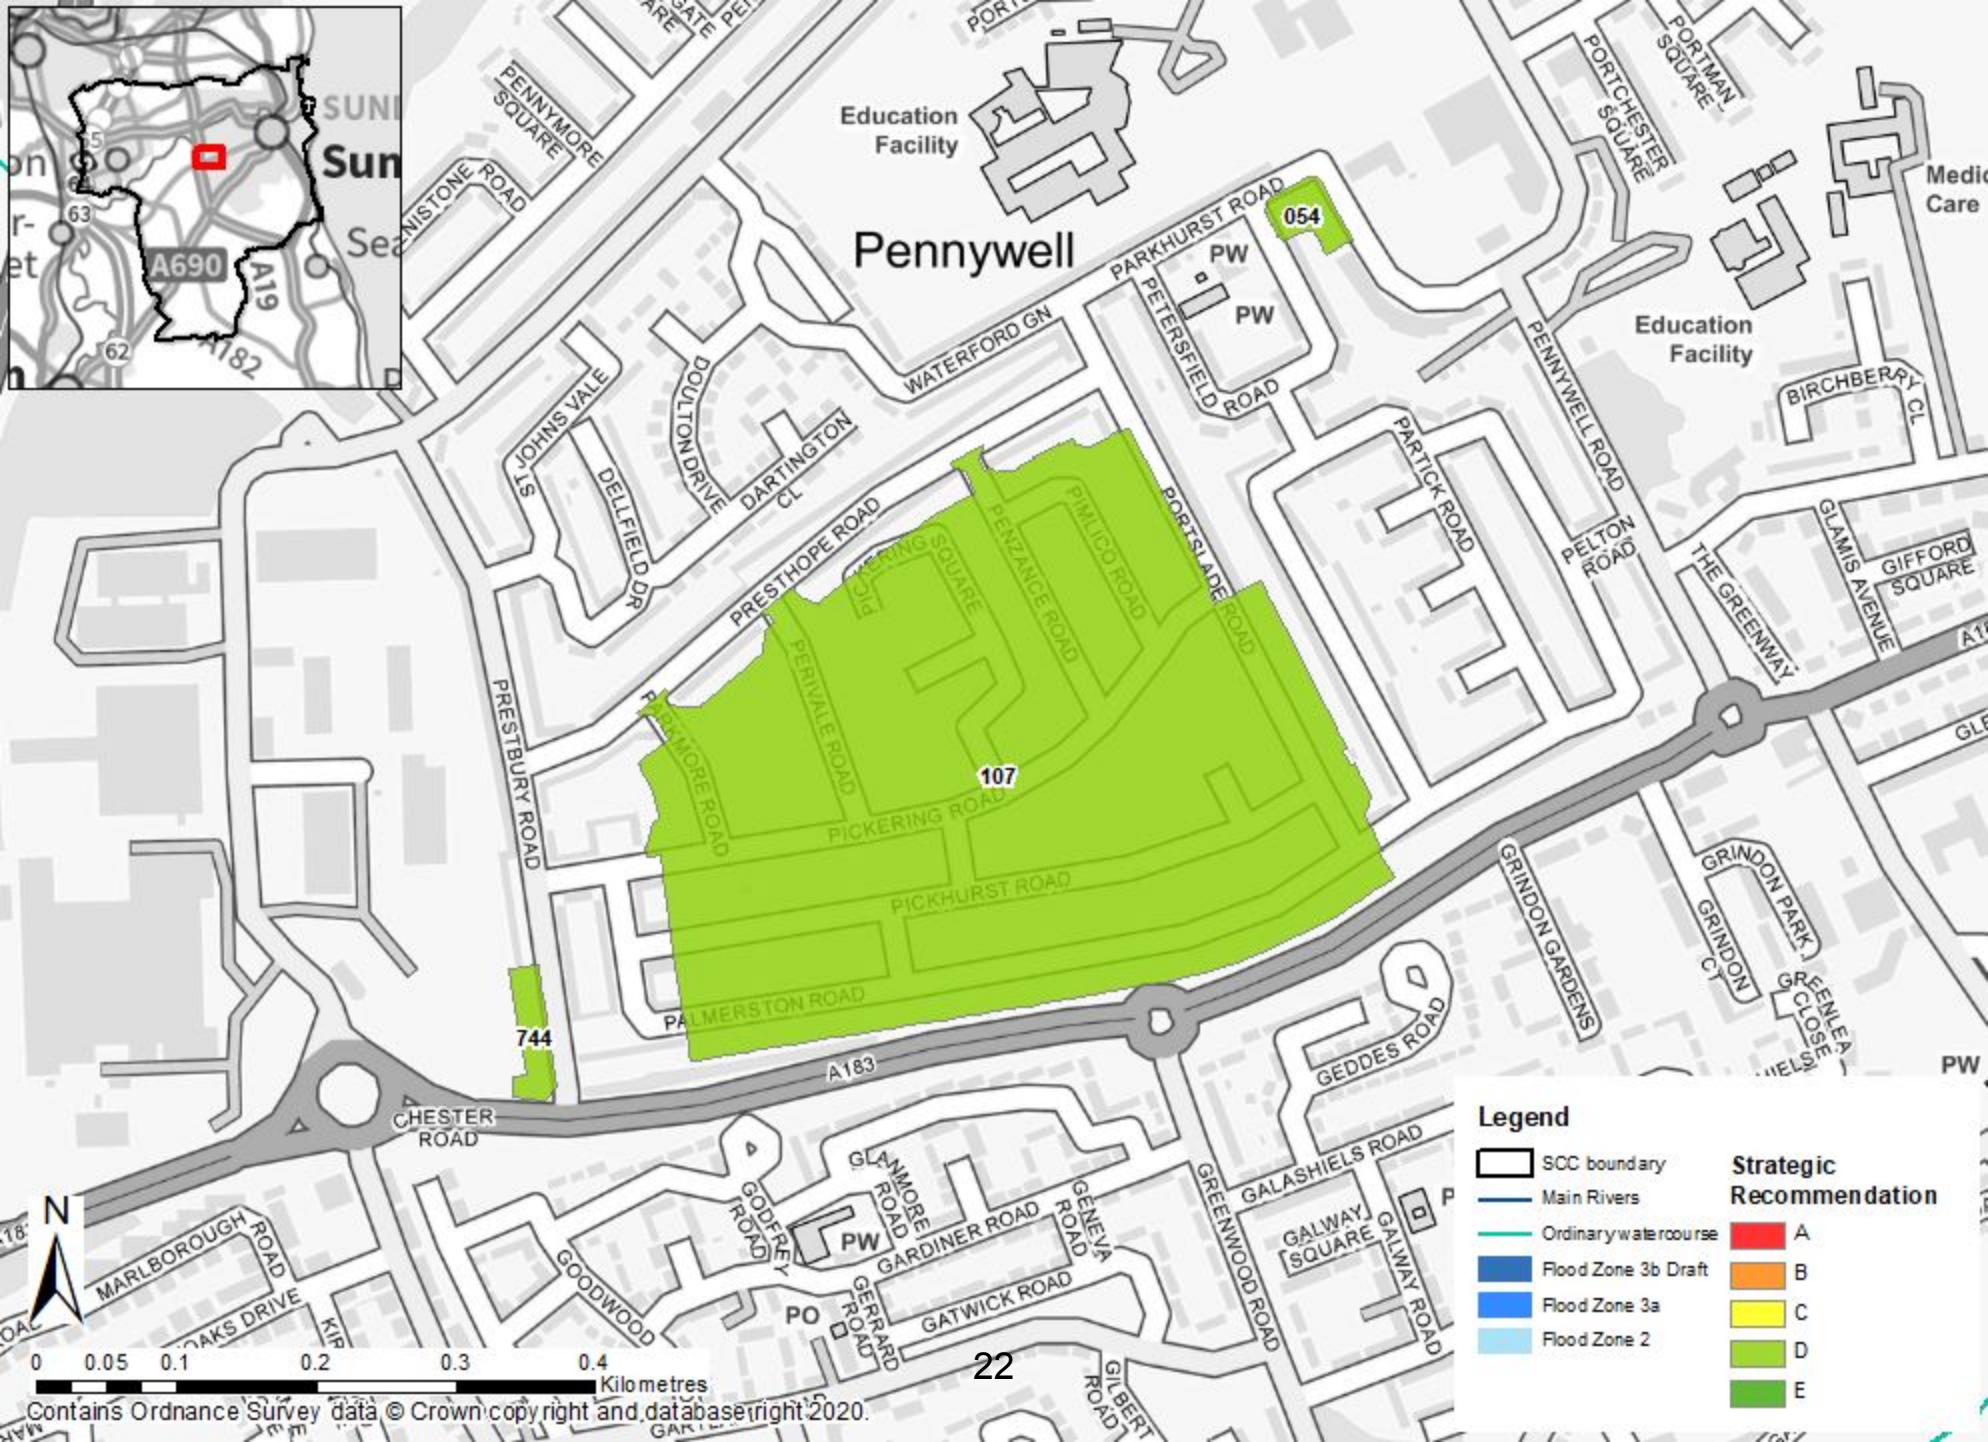 SUN
Sun
65
on
63
r-
et
Sea
A690
A19
62
A182
PENNYMORE
SQUARE
ROAD
Education
Facility
Pennywell
PARKHURST ROAD
054
PW
PW
PORTCHESTER
SQUARE
PORTMAN
SQUARE
Care
Education
Facility
BIRCHBERRY CL
WATERFORD GN
PETERSFIELD
ROAD
PENNYWELL ROAD
ST JOHNS VALE
DOULTON DRIVE
DARTINGTON
CL
DELLFIELD DR
PRESTHOPE ROAD
PICKERING SQUARE
PENZANCE ROAD
PIMLICO ROAD
PORTSLADE ROAD
PARTICK ROAD
PELTON
ROAD
THE GREENWAY
GLAMIS AVENUE
GIFFORD
SQUARE
PRESTBURY ROAD
PARKMORE ROAD
PERIVALE ROAD
107
PICKERING ROAD
PICKHURST ROAD
PALMERSTON ROAD
744
A183
CHESTER
ROAD
GRINDON GARDENS
GRINDON PARK
GRINDON
CT
GREENLEA
CLOSE
PW
GEDDES ROAD
GALASHIELS ROAD
GREENWOOD ROAD
GALWAY
SQUARE
GALWAY ROAD
GLANMORE
ROAD
GODFREY
ROAD
PW
GARDINER ROAD
GENEVA
ROAD
GOODWOOD
GERRARD
ROAD
GATWICK ROAD
PO
GILBERT
ROAD
MARLBOROUGH ROAD
OAKS DRIVE
N
0 0.05 0.1 0.2 0.3 0.4
Kilometres
Contains Ordnance Survey data © Crown copyright and database right 2020.
22
Legend
SCC boundary
Main Rivers
Ordinary watercourse
Flood Zone 3b Draft
Flood Zone 3a
Flood Zone 2
Strategic
Recommendation
A
B
C
D
E